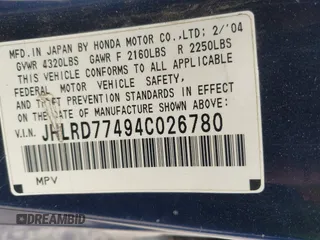 MFD. IN JAPAN BY HONDA MOTOR CO.,LTD; 2/'04
GVWR 4320LBS GAWR F 2160LBS R 2250LBS
THIS VEHICLE CONFORMS TO ALL APPLICABLE
FEDERAL MOTOR VEHICLE SAFETY AND
THEFT PREVENTION STANDARDS IN EFFECT
ON THE DATE OF MANUFACTURE SHOWN ABOVE.
V.I.N. JHLRD77494C026780
MPV
DREAMBID